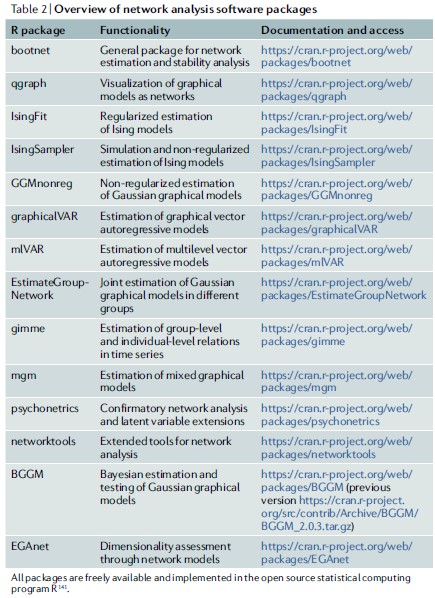 Table 2 | Overview of network analysis software packages
R package Functionality Documentation and access
bootnet General package for network https://cran.r-project.org/web/
estimation and stability analysis packages/bootnet
qgraph Visualization of graphical https://cran.r-project.org/web/
models as networks packages/qgraph
IsingFit Regularized estimation https://cran.r-project.org/web/
of Ising models packages/IsingFit
IsingSampler Simulation and non-regularized https://cran.r-project.org/web/
estimation of Ising models packages/IsingSampler
GGMnonreg Non-regularized estimation https://cran.r-project.org/web/
of Gaussian graphical models packages/GGMnonreg
graphicalVAR Estimation of graphical vector https://cran.r-project.org/web/
autoregressive models packages/graphicalVAR
mlVAR Estimation of multilevel vector https://cran.r-project.org/web/
autoregressive models packages/mlVAR
EstimateGroup- Joint estimation of Gaussian https://cran.r-project.org/web/
Network graphical models in different packages/EstimateGroupNetwork
groups
gimme Estimation of group-level https://cran.r-project.org/web/
and individual-level relations packages/gimme
in time series
mgm Estimation of mixed graphical https://cran.r-project.org/web/
models packages/mgm
psychonetrics Confirmatory network analysis https://cran.r-project.org/web/
and latent variable extensions packages/psychonetrics
networktools Extended tools for network https://cran.r-project.org/web/
analysis packages/networktools
BGGM Bayesian estimation and https://cran.r-project.org/web/
testing of Gaussian graphical packages/BGGM (previous
models version https://cran.r-project.
org/src/contrib/Archive/BGGM/
BGGM_2.0.3.tar.gz)
EGAnet Dimensionality assessment https://cran.r-project.org/web/
through network models packages/EGAnet
All packages are freely available and implemented in the open source statistical computing
program R¹⁴¹.